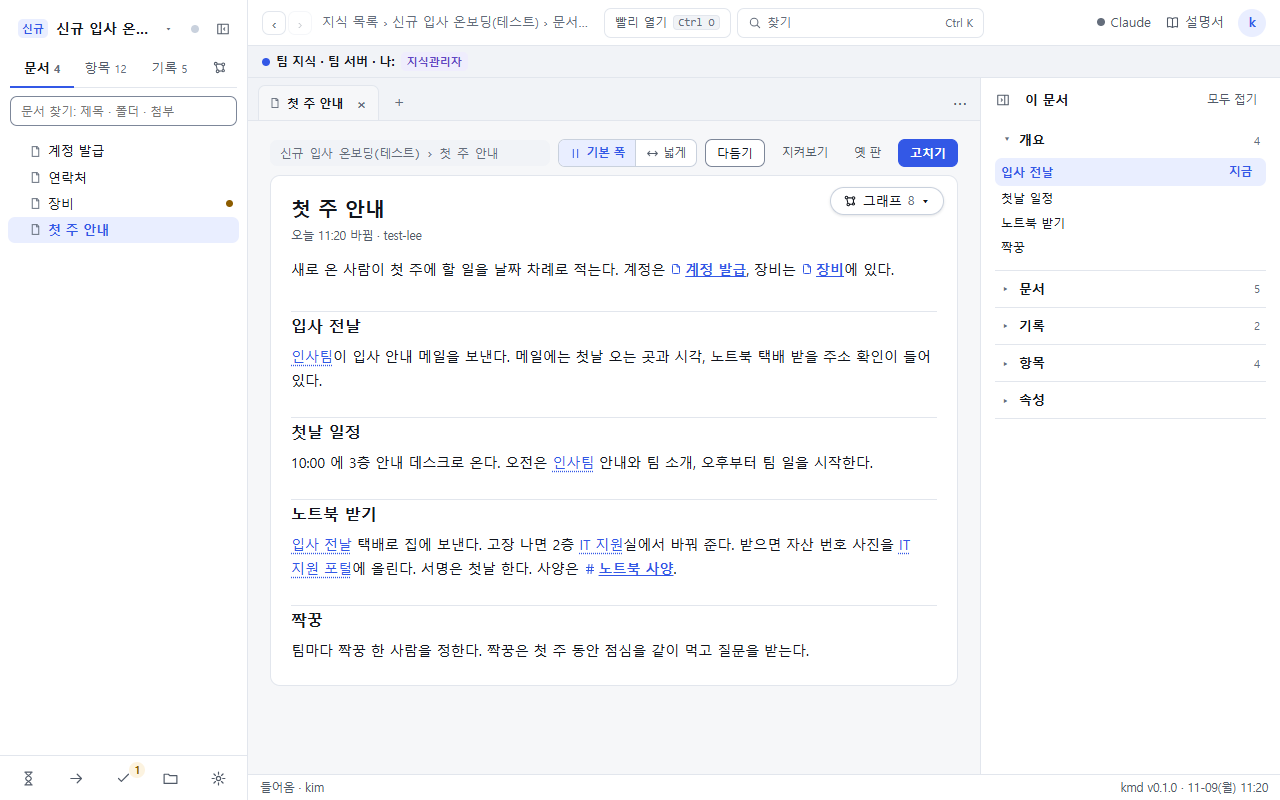 신규 신규 입사 온...
문서 4 항목 12 기록 5
문서 찾기: 제목 · 폴더 · 첨부
계정 발급
연락처
장비
첫 주 안내
1
‹ › 지식 목록 › 신규 입사 온보딩(테스트) › 문서... 빨리 열기 Ctrl O 찾기 Ctrl K Claude 설명서 k
팀 지식 · 팀 서버 · 나: 지식관리자
첫 주 안내 × + ...
신규 입사 온보딩(테스트) › 첫 주 안내 기본 폭 ↔ 넓게 다듬기 지켜보기 옛 판 고치기
첫 주 안내 그래프 8
오늘 11:20 바뀜 · test-lee
새로 온 사람이 첫 주에 할 일을 날짜 차례로 적는다. 계정은 계정 발급, 장비는 장비에 있다.
입사 전날
인사팀이 입사 안내 메일을 보낸다. 메일에는 첫날 오는 곳과 시각, 노트북 택배 받을 주소 확인이 들어
있다.
첫날 일정
10:00 에 3층 안내 데스크로 온다. 오전은 인사팀 안내와 팀 소개, 오후부터 팀 일을 시작한다.
노트북 받기
입사 전날 택배로 집에 보낸다. 고장 나면 2층 IT 지원실에서 바꿔 준다. 받으면 자산 번호 사진을 IT
지원 포털에 올린다. 서명은 첫날 한다. 사양은 # 노트북 사양.
짝꿍
팀마다 짝꿍 한 사람을 정한다. 짝꿍은 첫 주 동안 점심을 같이 먹고 질문을 받는다.
이 문서 모두 접기
개요 4
입사 전날 지금
첫날 일정
노트북 받기
짝꿍
문서 5
기록 2
항목 4
속성
들어옴 · kim kmd v0.1.0 · 11-09(월) 11:20